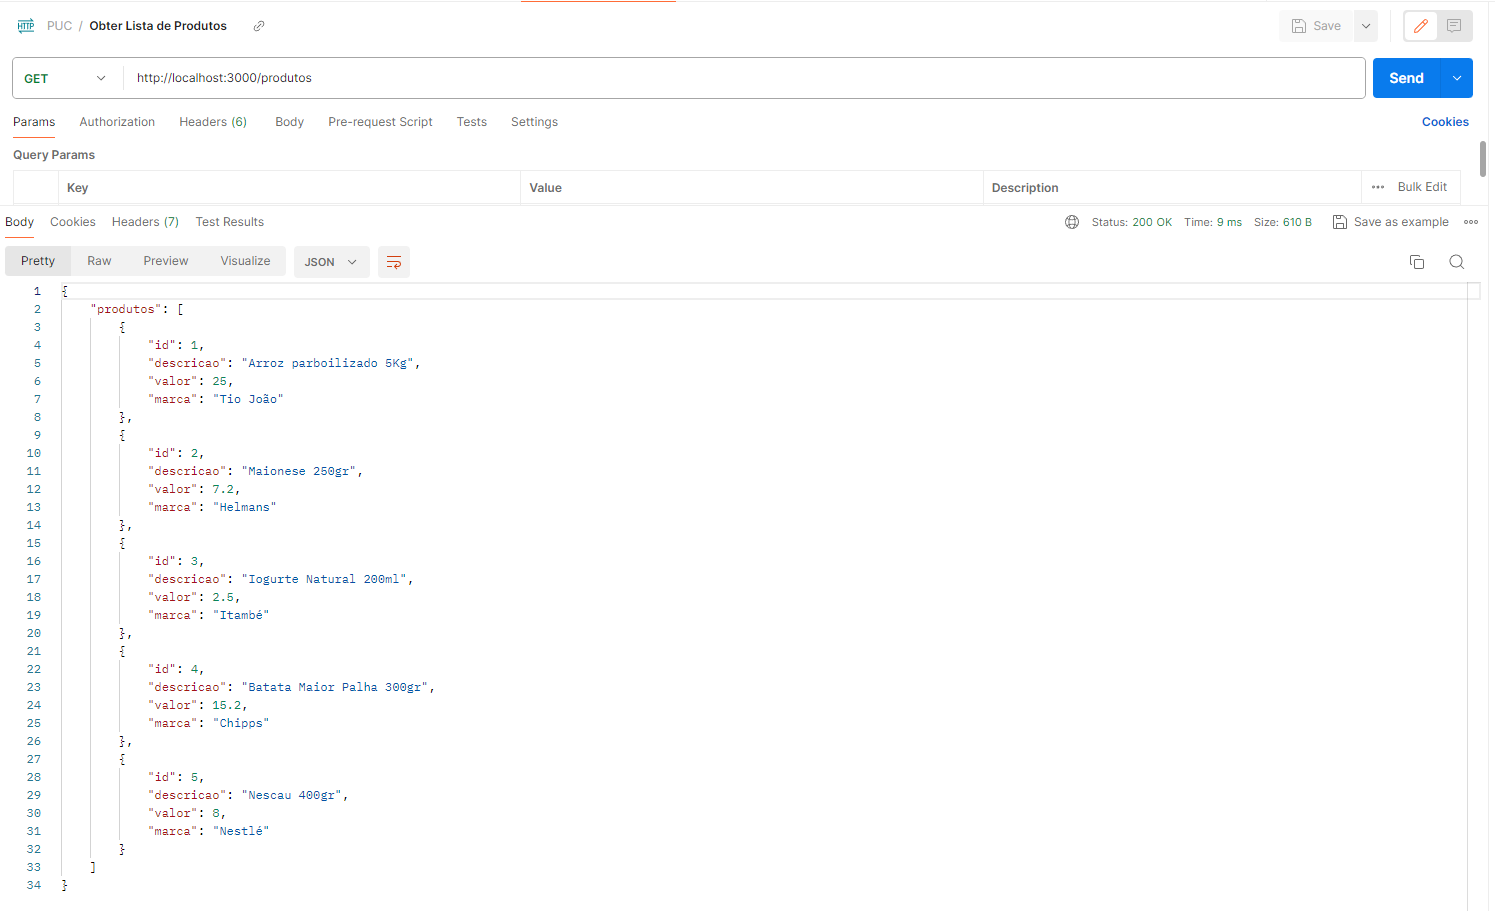 HTTP PUC / Obter Lista de Produtos Save
GET http://localhost:3000/produtos Send
Params Authorization Headers (6) Body Pre-request Script Tests Settings Cookies
Query Params
Key Value Description ••• Bulk Edit
Body Cookies Headers (7) Test Results Status: 200 OK Time: 9 ms Size: 610 B Save as example
Pretty Raw Preview Visualize JSON
1 {
2 "produtos": [
3 {
4 "id": 1,
5 "descricao": "Arroz parboilizado 5Kg",
6 "valor": 25,
7 "marca": "Tio João"
8 },
9 {
10 "id": 2,
11 "descricao": "Maionese 250gr",
12 "valor": 7.2,
13 "marca": "Helmans"
14 },
15 {
16 "id": 3,
17 "descricao": "Iogurte Natural 200ml",
18 "valor": 2.5,
19 "marca": "Itambé"
20 },
21 {
22 "id": 4,
23 "descricao": "Batata Maior Palha 300gr",
24 "valor": 15.2,
25 "marca": "Chipps"
26 },
27 {
28 "id": 5,
29 "descricao": "Nescau 400gr",
30 "valor": 8,
31 "marca": "Nestlé"
32 }
33 ]
34 }